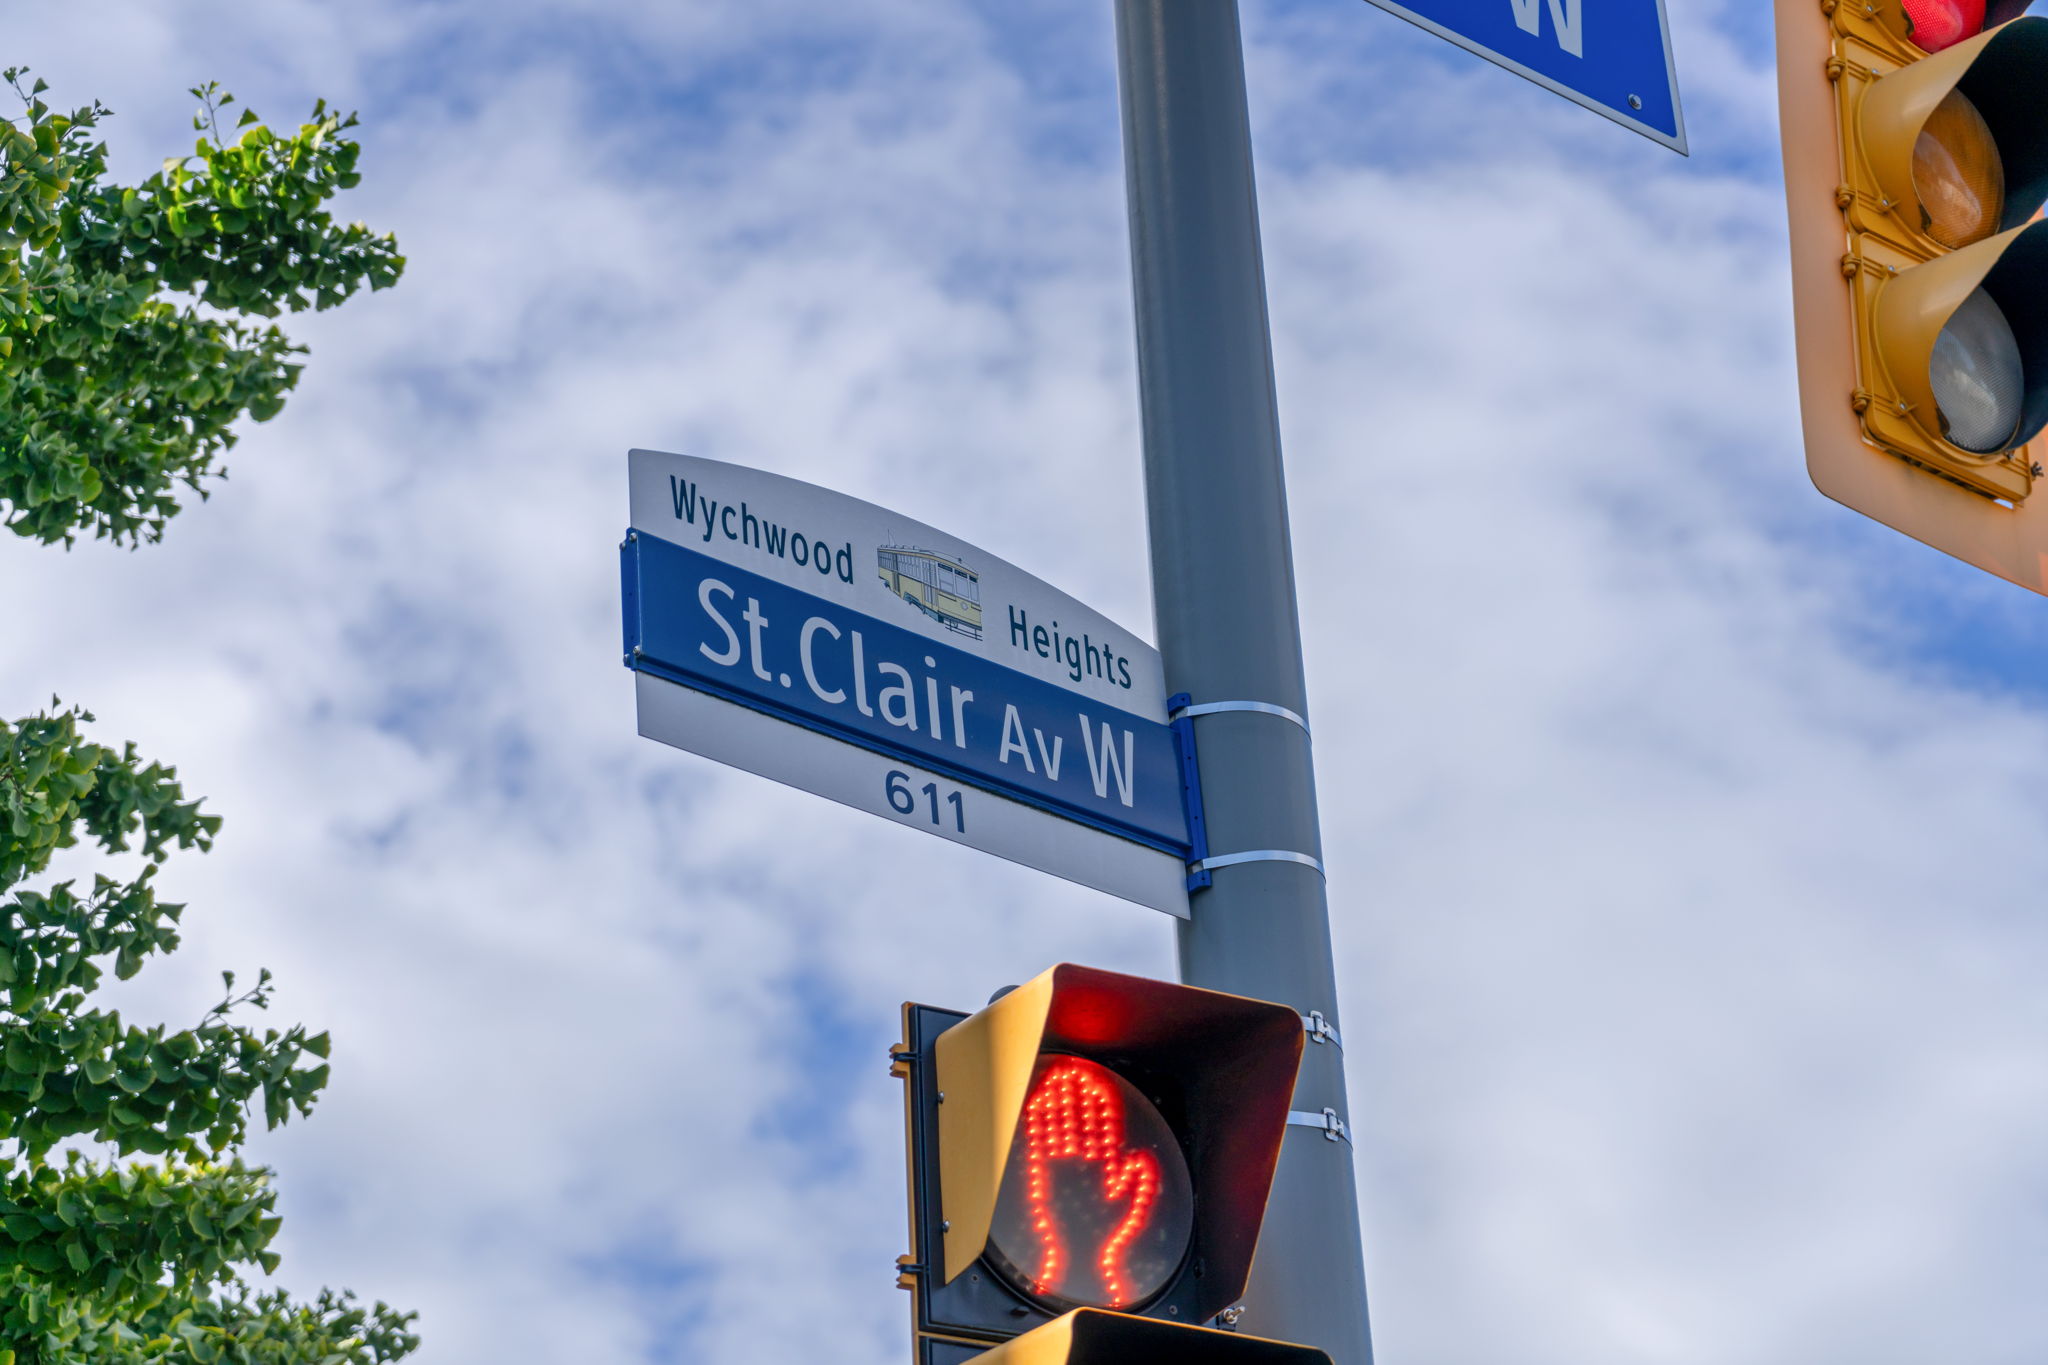 W
Wychwood Heights
St. Clair Av W
611